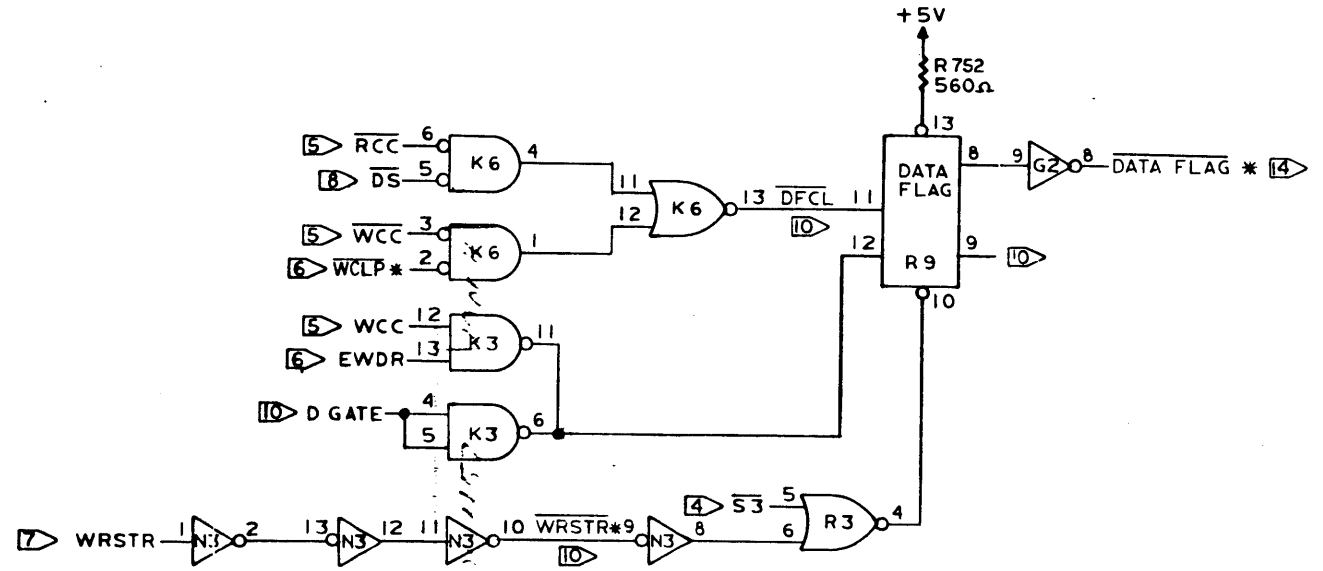 +5V
R752
560Ω
13
5 RCC 6
K6 4
8 DS 5
11
K6 13 DFCL 11
12
10
DATA FLAG
8
9 G2 8 DATA FLAG * 14
5 WCC 3
K6 1
6 WCLP* 2
12
R9
9 10
10
5 WCC 12
K3 11
6 EWDR 13
10 D GATE 4
5
K3 6
4 S3 5
R3 4
6
7 WRSTR 1 N3 2 13 N3 12 11 N3 10 WRSTR* 9 N3 8
10